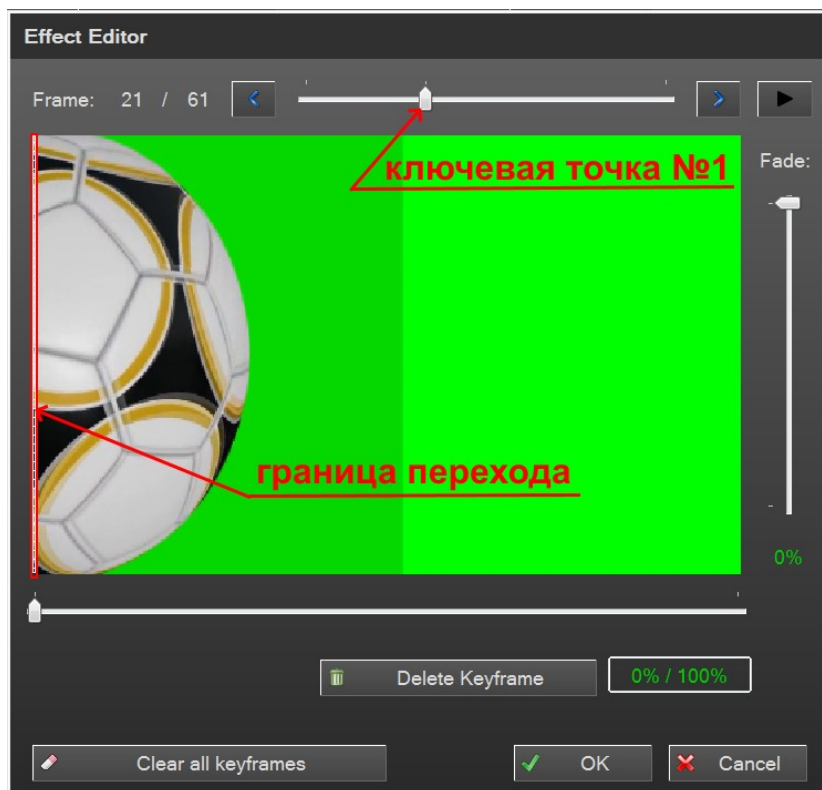 Effect Editor
Frame: 21 / 61
ключевая точка №1
Fade:
граница перехода
0%
Delete Keyframe
0% / 100%
Clear all keyframes
OK
Cancel